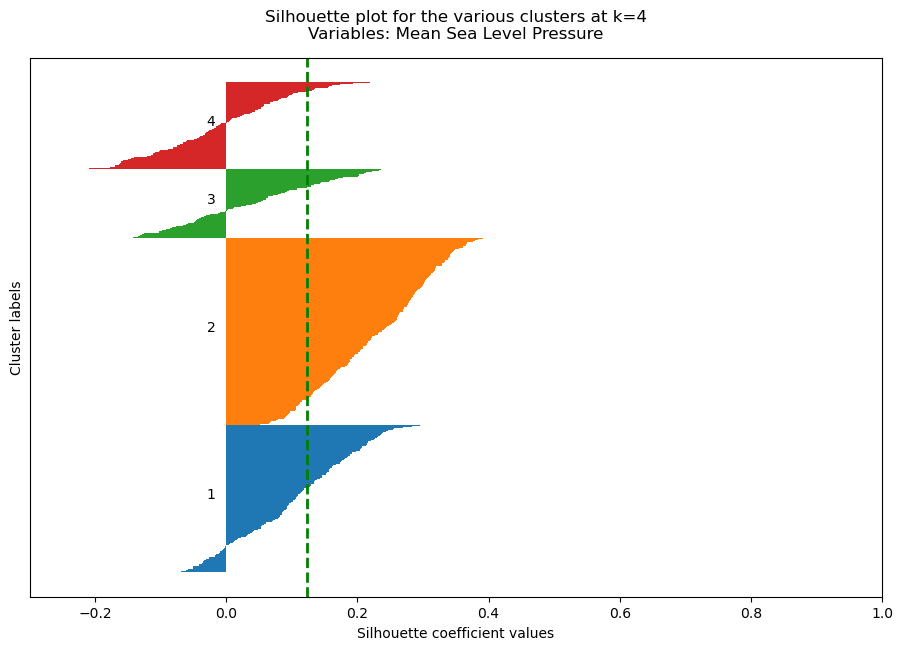 Silhouette plot for the various clusters at k=4
Variables: Mean Sea Level Pressure
Cluster labels
4
3
2
1
−0.2 0.0 0.2 0.4 0.6 0.8 1.0
Silhouette coefficient values